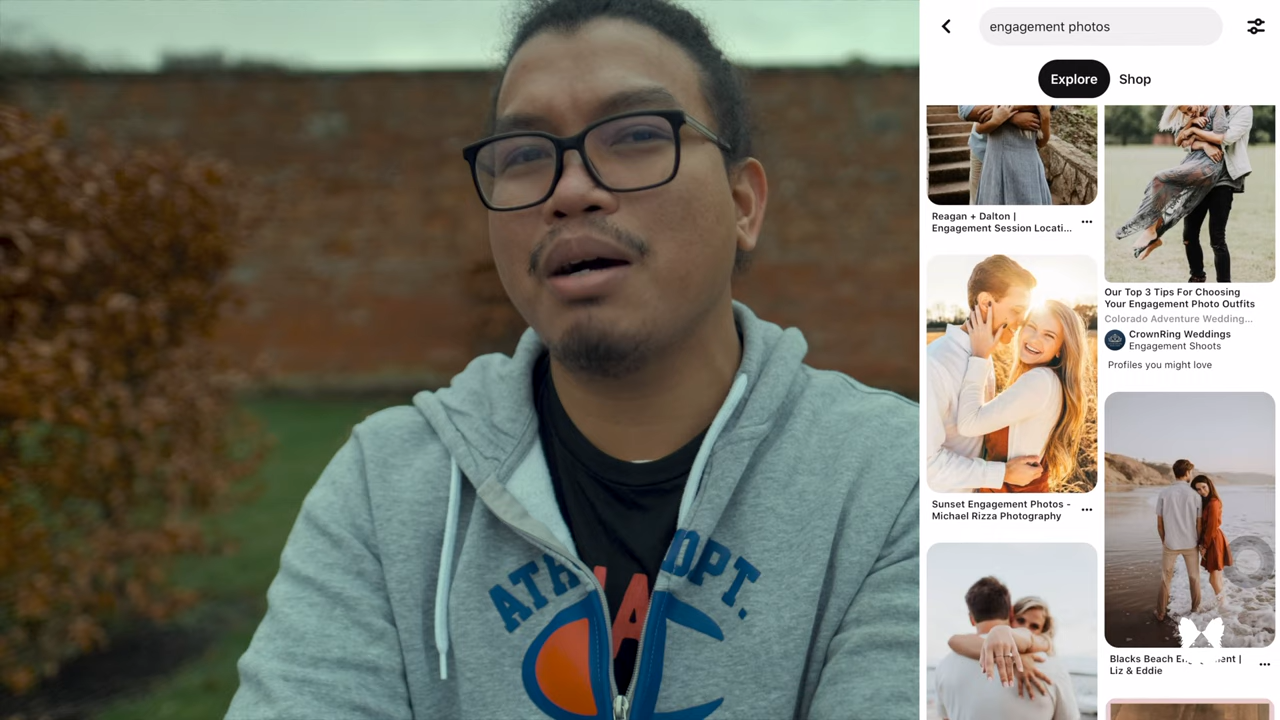 engagement photos
Explore
Shop
Reagan + Dalton |
Engagement Session Locati...
Our Top 3 Tips For Choosing
Your Engagement Photo Outfits
Colorado Adventure Wedding...
CrownRing Weddings
Engagement Shoots
Profiles you might love
Sunset Engagement Photos -
Michael Rizza Photography
Blacks Beach |
Liz & Eddie
DPT.